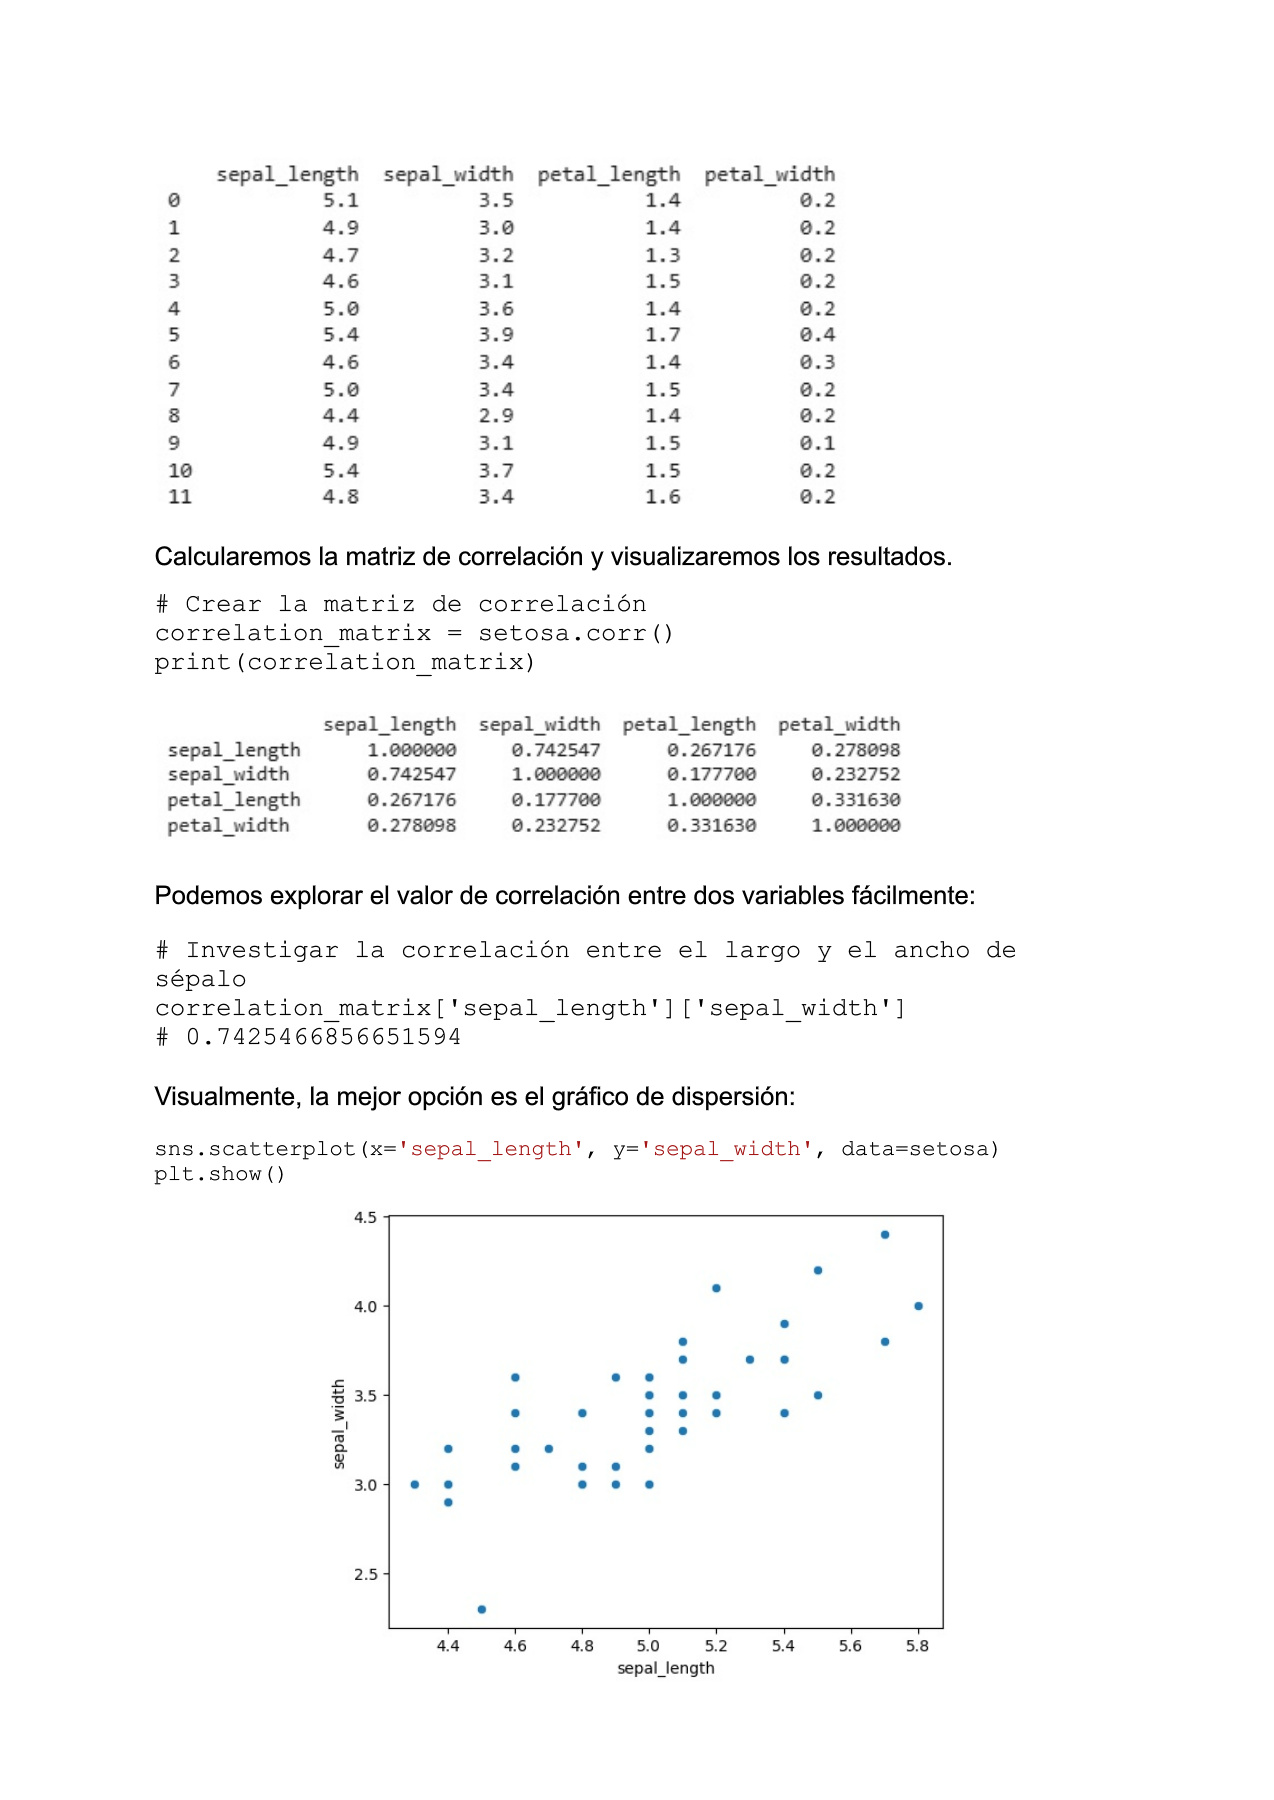 sepal_length sepal_width petal_length petal_width
0 5.1 3.5 1.4 0.2
1 4.9 3.0 1.4 0.2
2 4.7 3.2 1.3 0.2
3 4.6 3.1 1.5 0.2
4 5.0 3.6 1.4 0.2
5 5.4 3.9 1.7 0.4
6 4.6 3.4 1.4 0.3
7 5.0 3.4 1.5 0.2
8 4.4 2.9 1.4 0.2
9 4.9 3.1 1.5 0.1
10 5.4 3.7 1.5 0.2
11 4.8 3.4 1.6 0.2
Calcularemos la matriz de correlación y visualizaremos los resultados.
# Crear la matriz de correlación
correlation_matrix = setosa.corr()
print(correlation_matrix)
sepal_length sepal_width petal_length petal_width
sepal_length 1.000000 0.742547 0.267176 0.278098
sepal_width 0.742547 1.000000 0.177700 0.232752
petal_length 0.267176 0.177700 1.000000 0.331630
petal_width 0.278098 0.232752 0.331630 1.000000
Podemos explorar el valor de correlación entre dos variables fácilmente:
# Investigar la correlación entre el largo y el ancho de
sépalo
correlation_matrix['sepal_length']['sepal_width']
# 0.7425466856651594
Visualmente, la mejor opción es el gráfico de dispersión:
sns.scatterplot(x='sepal_length', y='sepal_width', data=setosa)
plt.show()
4.5
4.0
3.5
3.0
2.5
sepal_width
4.4 4.6 4.8 5.0 5.2 5.4 5.6 5.8
sepal_length